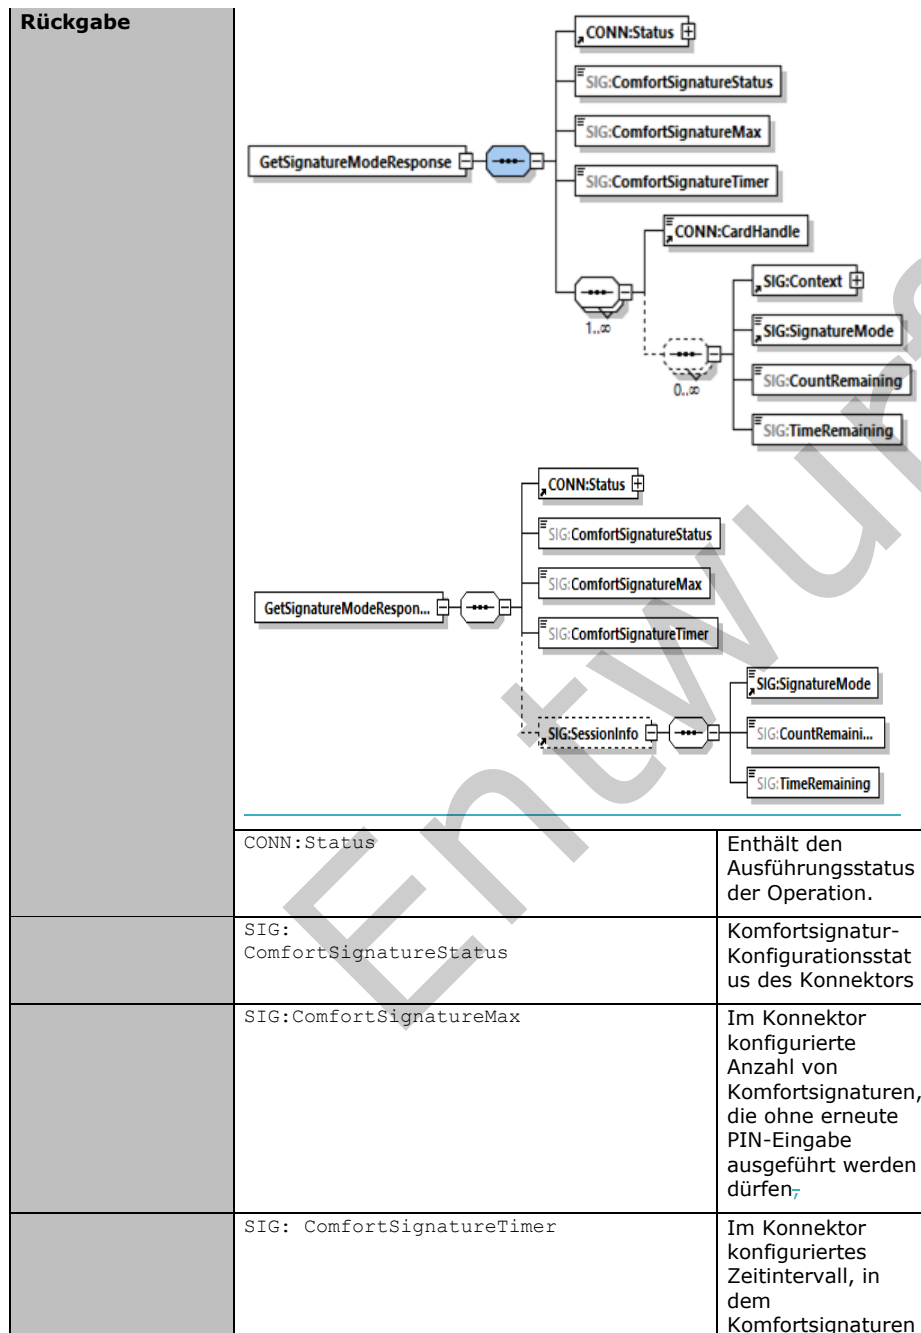 Rückgabe
CONN:Status
SIG:ComfortSignatureStatus
SIG:ComfortSignatureMax
GetSignatureModeResponse
SIG:ComfortSignatureTimer
CONN:CardHandle
1..∞
SIG:Context
SIG:SignatureMode
SIG:CountRemaining
0..∞
SIG:TimeRemaining
CONN:Status
SIG:ComfortSignatureStatus
SIG:ComfortSignatureMax
GetSignatureModeRespon...
SIG:ComfortSignatureTimer
SIG:SignatureMode
SIG:SessionInfo
SIG:CountRemaini...
SIG:TimeRemaining
CONN:Status
Enthält den
Ausführungsstatus
der Operation.
SIG:
ComfortSignatureStatus
Komfortsignatur-
Konfigurationsstat
us des Konnektors
SIG:ComfortSignatureMax
Im Konnektor
konfigurierte
Anzahl von
Komfortsignaturen,
die ohne erneute
PIN-Eingabe
ausgeführt werden
dürfen,
SIG: ComfortSignatureTimer
Im Konnektor
konfiguriertes
Zeitintervall, in
dem
Komfortsignaturen
Entwurf